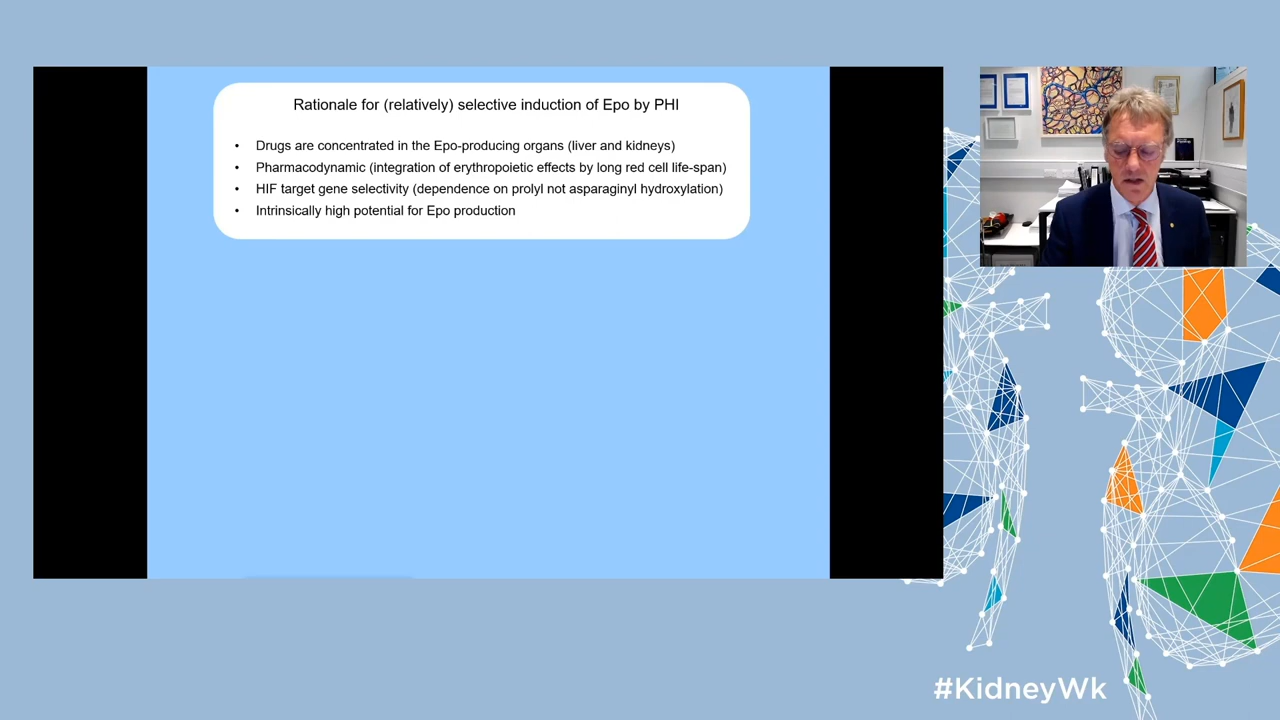 Rationale for (relatively) selective induction of Epo by PHI
• Drugs are concentrated in the Epo-producing organs (liver and kidneys)
• Pharmacodynamic (integration of erythropoietic effects by long red cell life-span)
• HIF target gene selectivity (dependence on prolyl not asparaginyl hydroxylation)
• Intrinsically high potential for Epo production
#KidneyWk